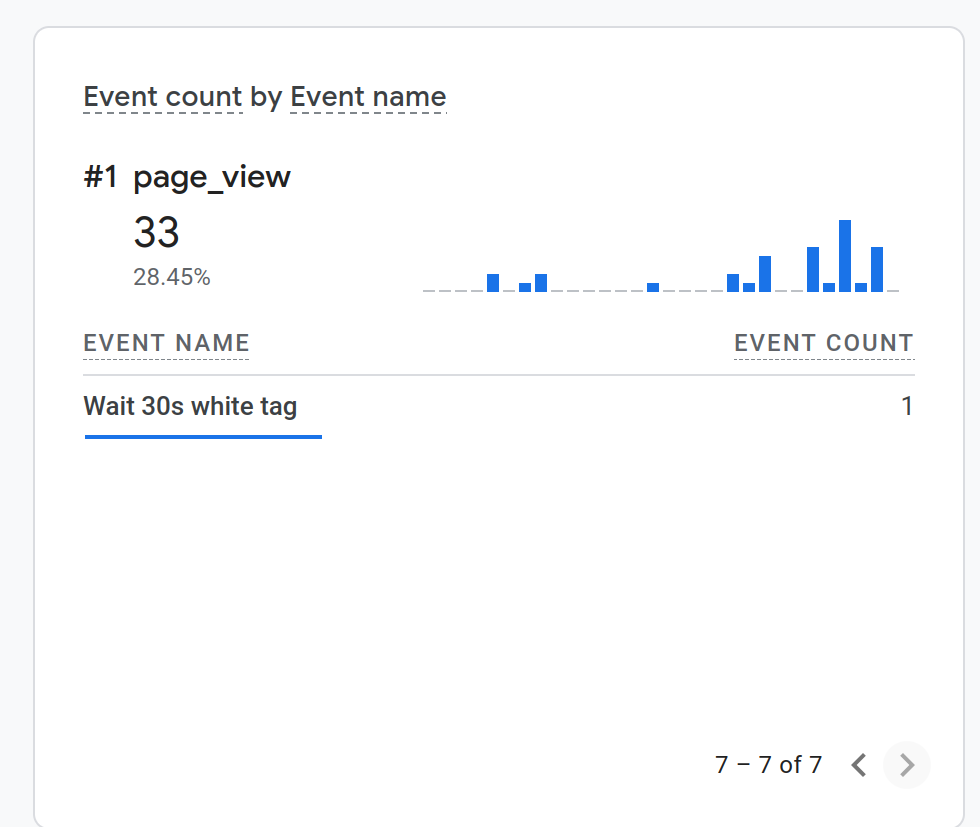 Event count by Event name
#1 page_view
33
28.45%
EVENT NAME EVENT COUNT
Wait 30s white tag 1
7 – 7 of 7